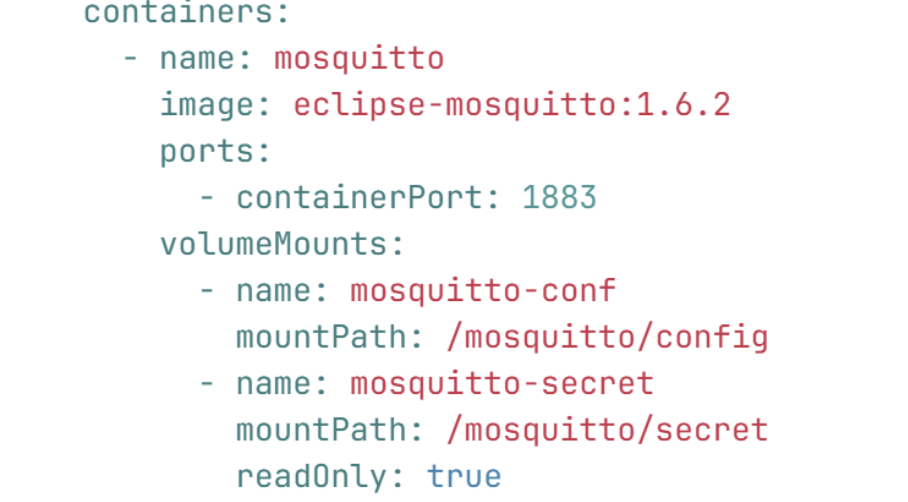 containers:
  - name: mosquitto
    image: eclipse-mosquitto:1.6.2
    ports:
      - containerPort: 1883
    volumeMounts:
      - name: mosquitto-conf
        mountPath: /mosquitto/config
      - name: mosquitto-secret
        mountPath: /mosquitto/secret
        readOnly: true